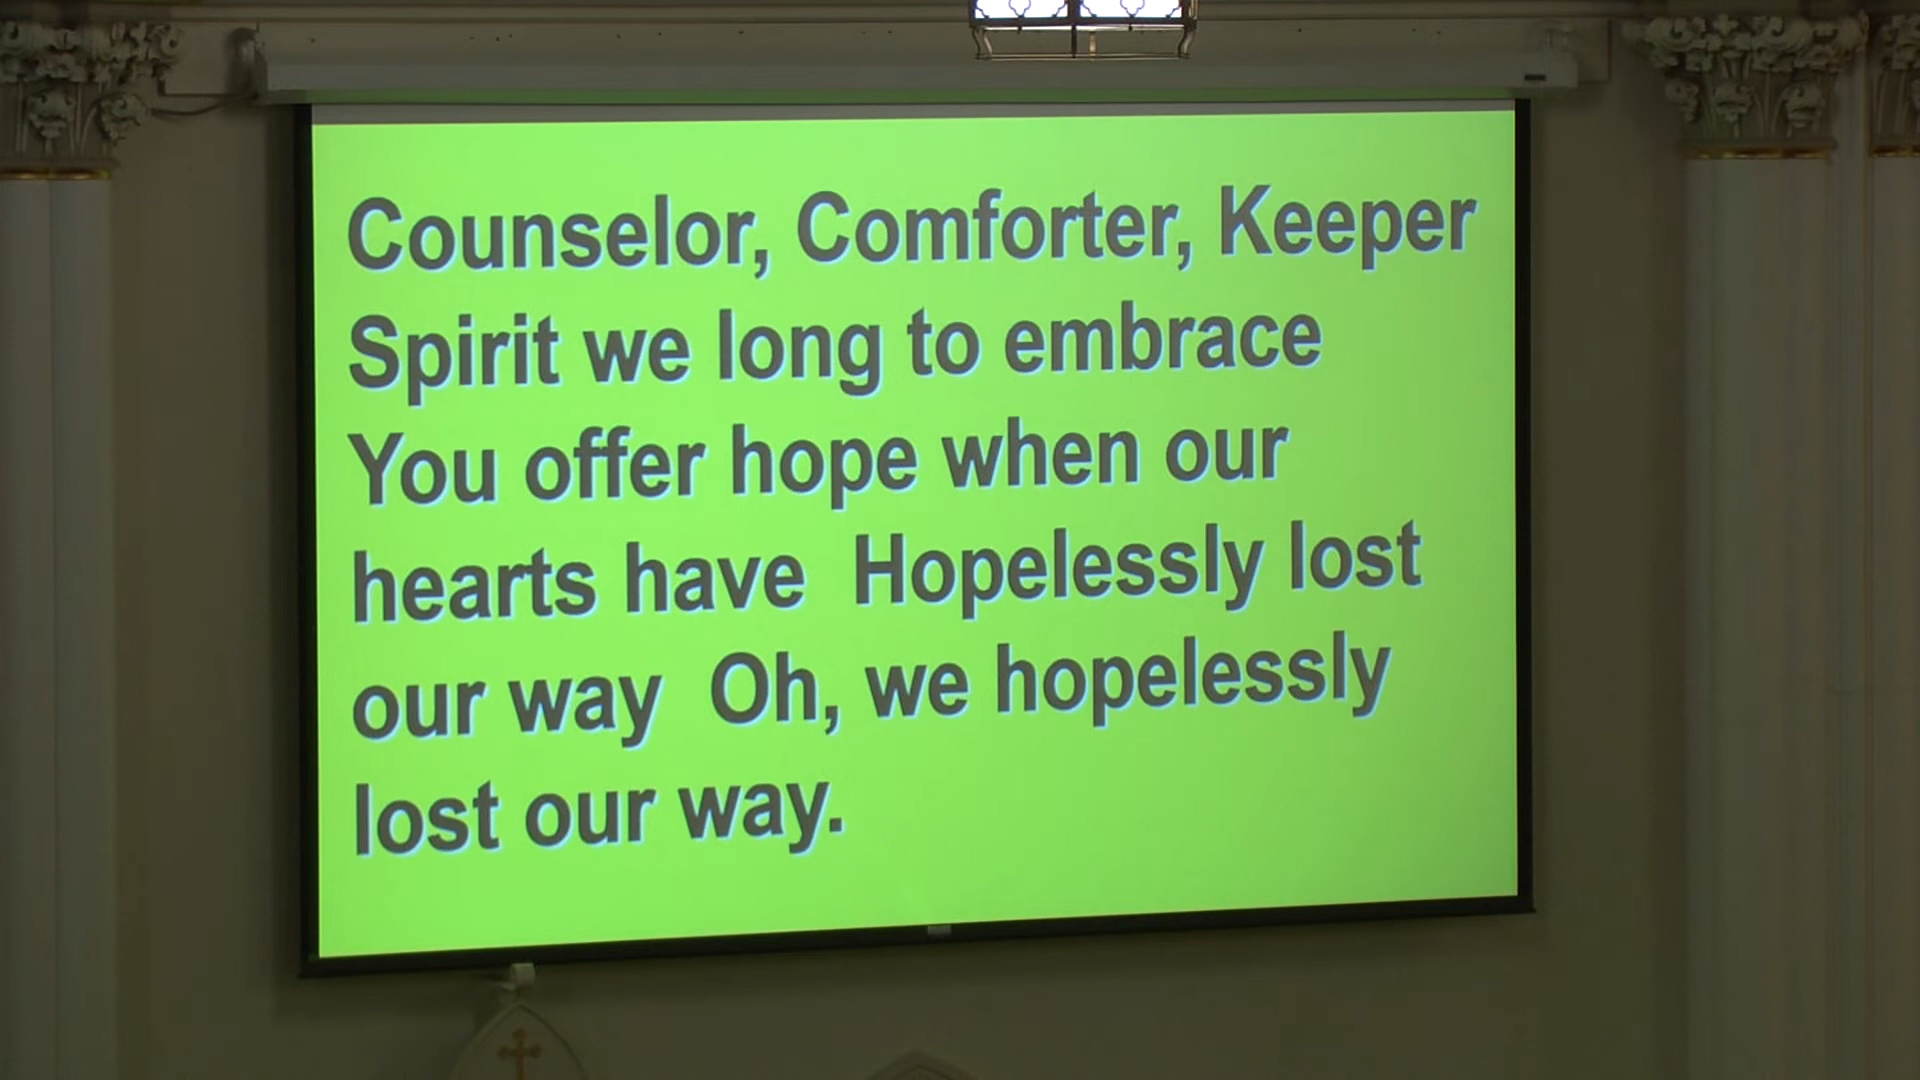 Counselor, Comforter, Keeper
Spirit we long to embrace
You offer hope when our
hearts have  Hopelessly lost
our way  Oh, we hopelessly
lost our way.